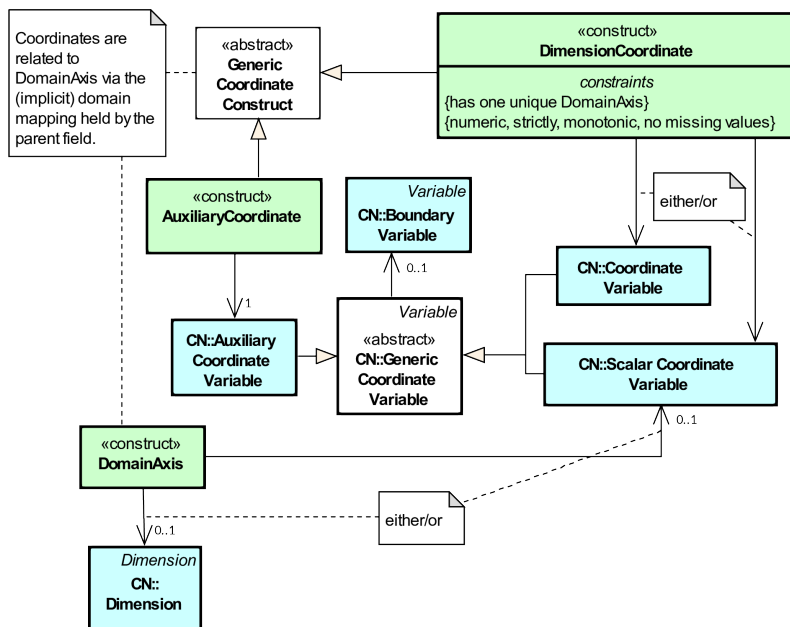 Coordinates are
related to
DomainAxis via the
(implicit) domain
mapping held by the
parent field.
«abstract»
Generic
Coordinate
Construct
«construct»
DimensionCoordinate
constraints
{has one unique DomainAxis}
{numeric, strictly, monotonic, no missing values}
either/or
«construct»
AuxiliaryCoordinate
Variable
CN::Boundary
Variable
0..1
CN::Coordinate
Variable
1
CN::Auxiliary
Coordinate
Variable
Variable
«abstract»
CN::Generic
Coordinate
Variable
CN::Scalar Coordinate
Variable
0..1
«construct»
DomainAxis
either/or
0..1
Dimension
CN::
Dimension